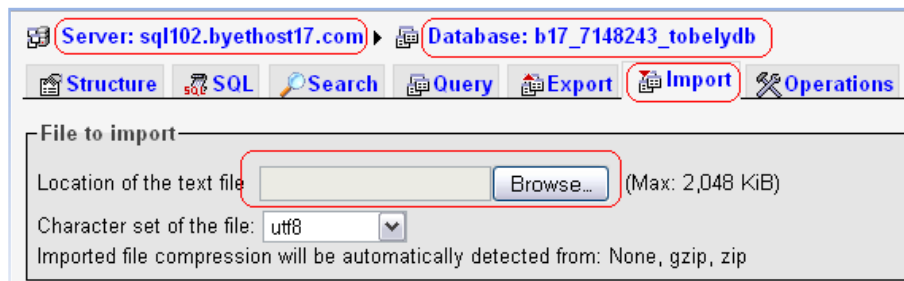 Server: sql102.byethost17.com Database: b17_7148243_tobelydb
Structure SQL Search Query Export Import Operations
File to import
Location of the text file Browse... (Max: 2,048 KiB)
Character set of the file: utf8
Imported file compression will be automatically detected from: None, gzip, zip